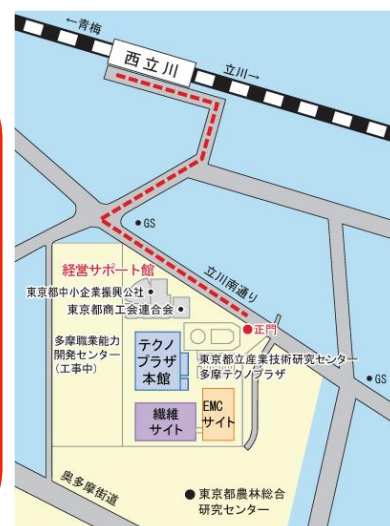 ←青梅
西立川
立川→
GS
立川南通り
経営サポート館
東京都中小企業振興公社
東京都商工会連合会
正門
多摩職業能力
開発センター
(工事中)
テクノ
プラザ
本館
東京都立産業技術研究センター
多摩テクノプラザ
GS
繊維
サイト
EMC
サイト
奥多摩街道
東京都農林総合
研究センター